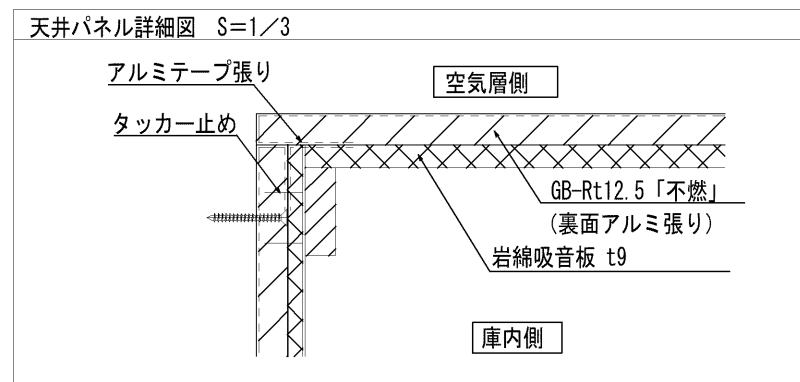 天井パネル詳細図 S=1/3
アルミテープ張り
空気層側
タッカー止め
GB-Rt12.5「不燃」
(裏面アルミ張り)
岩綿吸音板 t9
庫内側